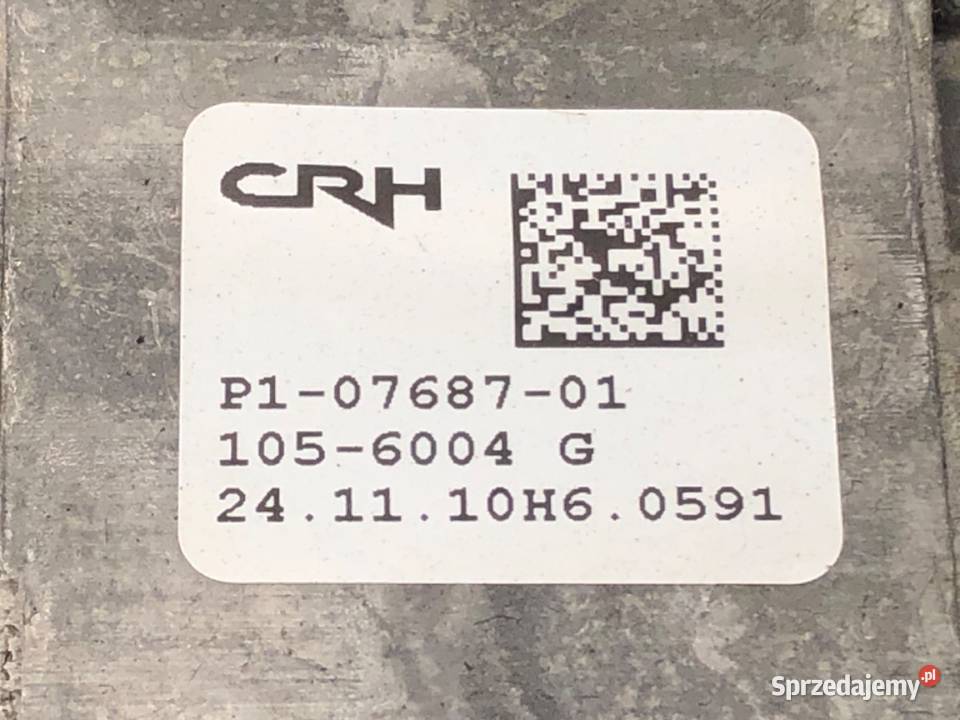 CRH
P1-07687-01
105-6004 G
24.11.10H6.0591
Sprzedajemy.pl